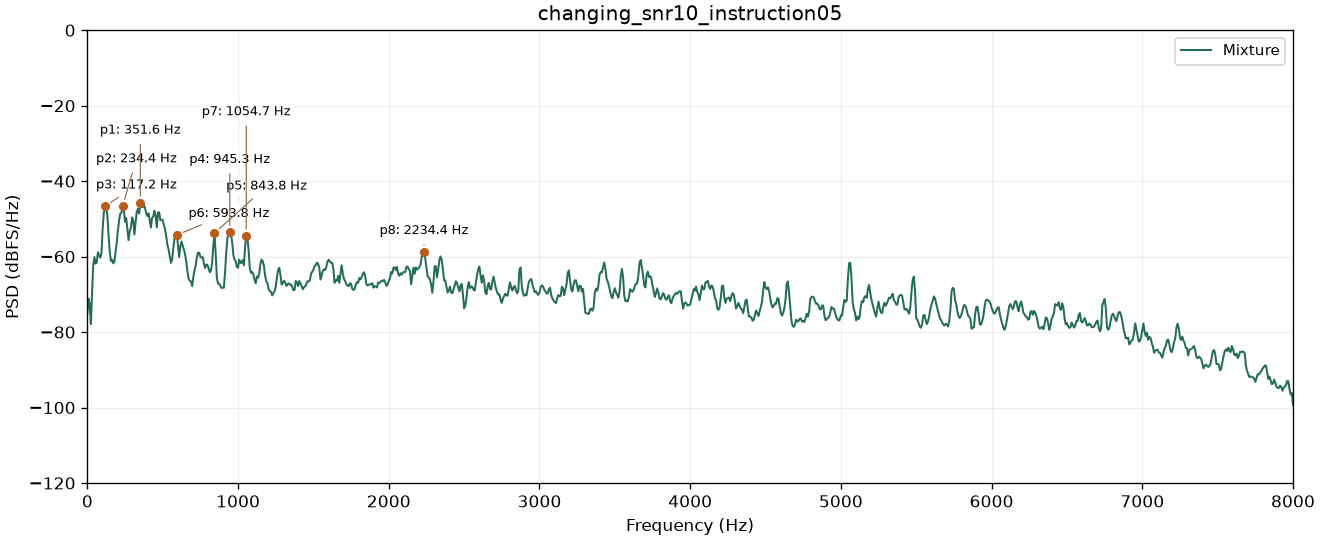 changing_snr10_instruction05
Mixture
p7: 1054.7 Hz
p1: 351.6 Hz
p2: 234.4 Hz
p4: 945.3 Hz
p3: 117.2 Hz
p5: 843.8 Hz
p6: 593.8 Hz
p8: 2234.4 Hz
PSD (dBFS/Hz)
0
−20
−40
−60
−80
−100
−120
0 1000 2000 3000 4000 5000 6000 7000 8000
Frequency (Hz)